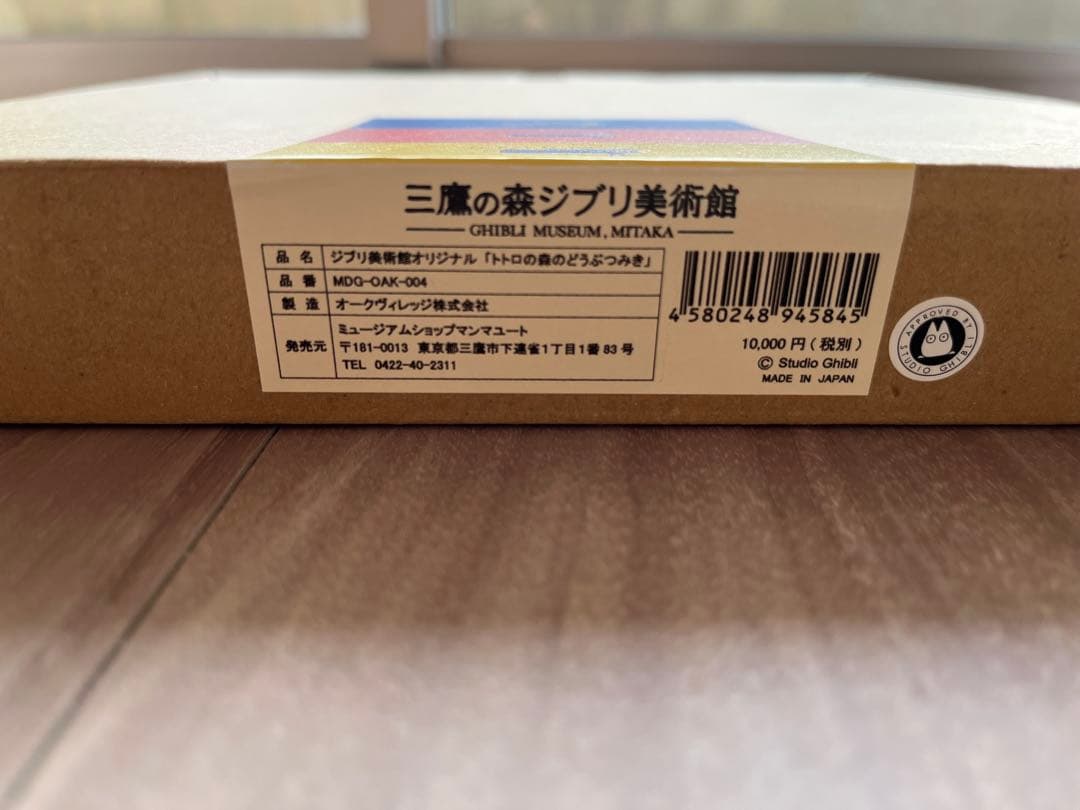 三鷹の森ジブリ美術館
GHIBLI MUSEUM, MITAKA
品名 ジブリ美術館オリジナル「トトロの森のどうぶつみき」
品番 MDG-OAK-004
製造 オークヴィレッジ株式会社
発売元 ミュージアムショップマンマユート
〒181-0013 東京都三鷹市下連雀1丁目1番83号
TEL 0422-40-2311
4 580248 945845
10,000円(税別)
© Studio Ghibli
MADE IN JAPAN
APPROVED BY
STUDIO GHIBLI